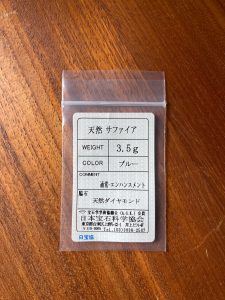 天然 サファイア
WEIGHT 3.5g
COLOR ブルー
COMMENT
通常・エンハンスメント
脇石
天然ダイヤモンド
日本宝石科学協会
日宝協